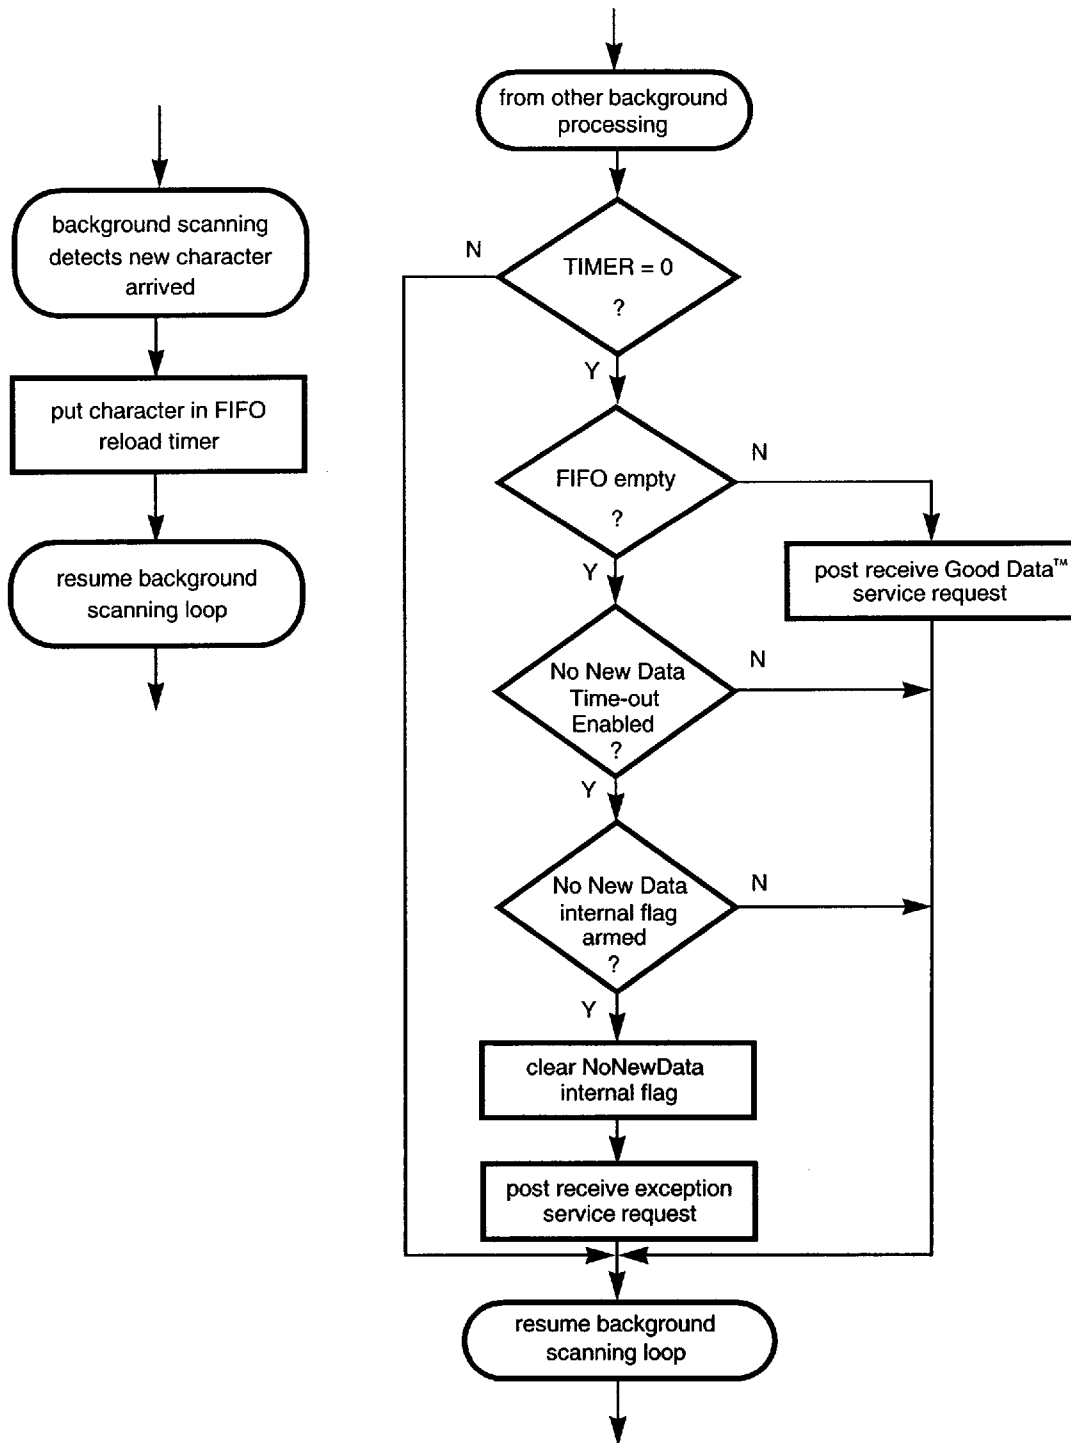 background scanning
detects new character
arrived
put character in FIFO
reload timer
resume background
scanning loop
from other background
processing
N
TIMER = 0
?
Y
FIFO empty
?
N
Y
post receive Good Data™
service request
No New Data
Time-out
Enabled
?
N
Y
No New Data
internal flag
armed
?
N
Y
clear NoNewData
internal flag
post receive exception
service request
resume background
scanning loop